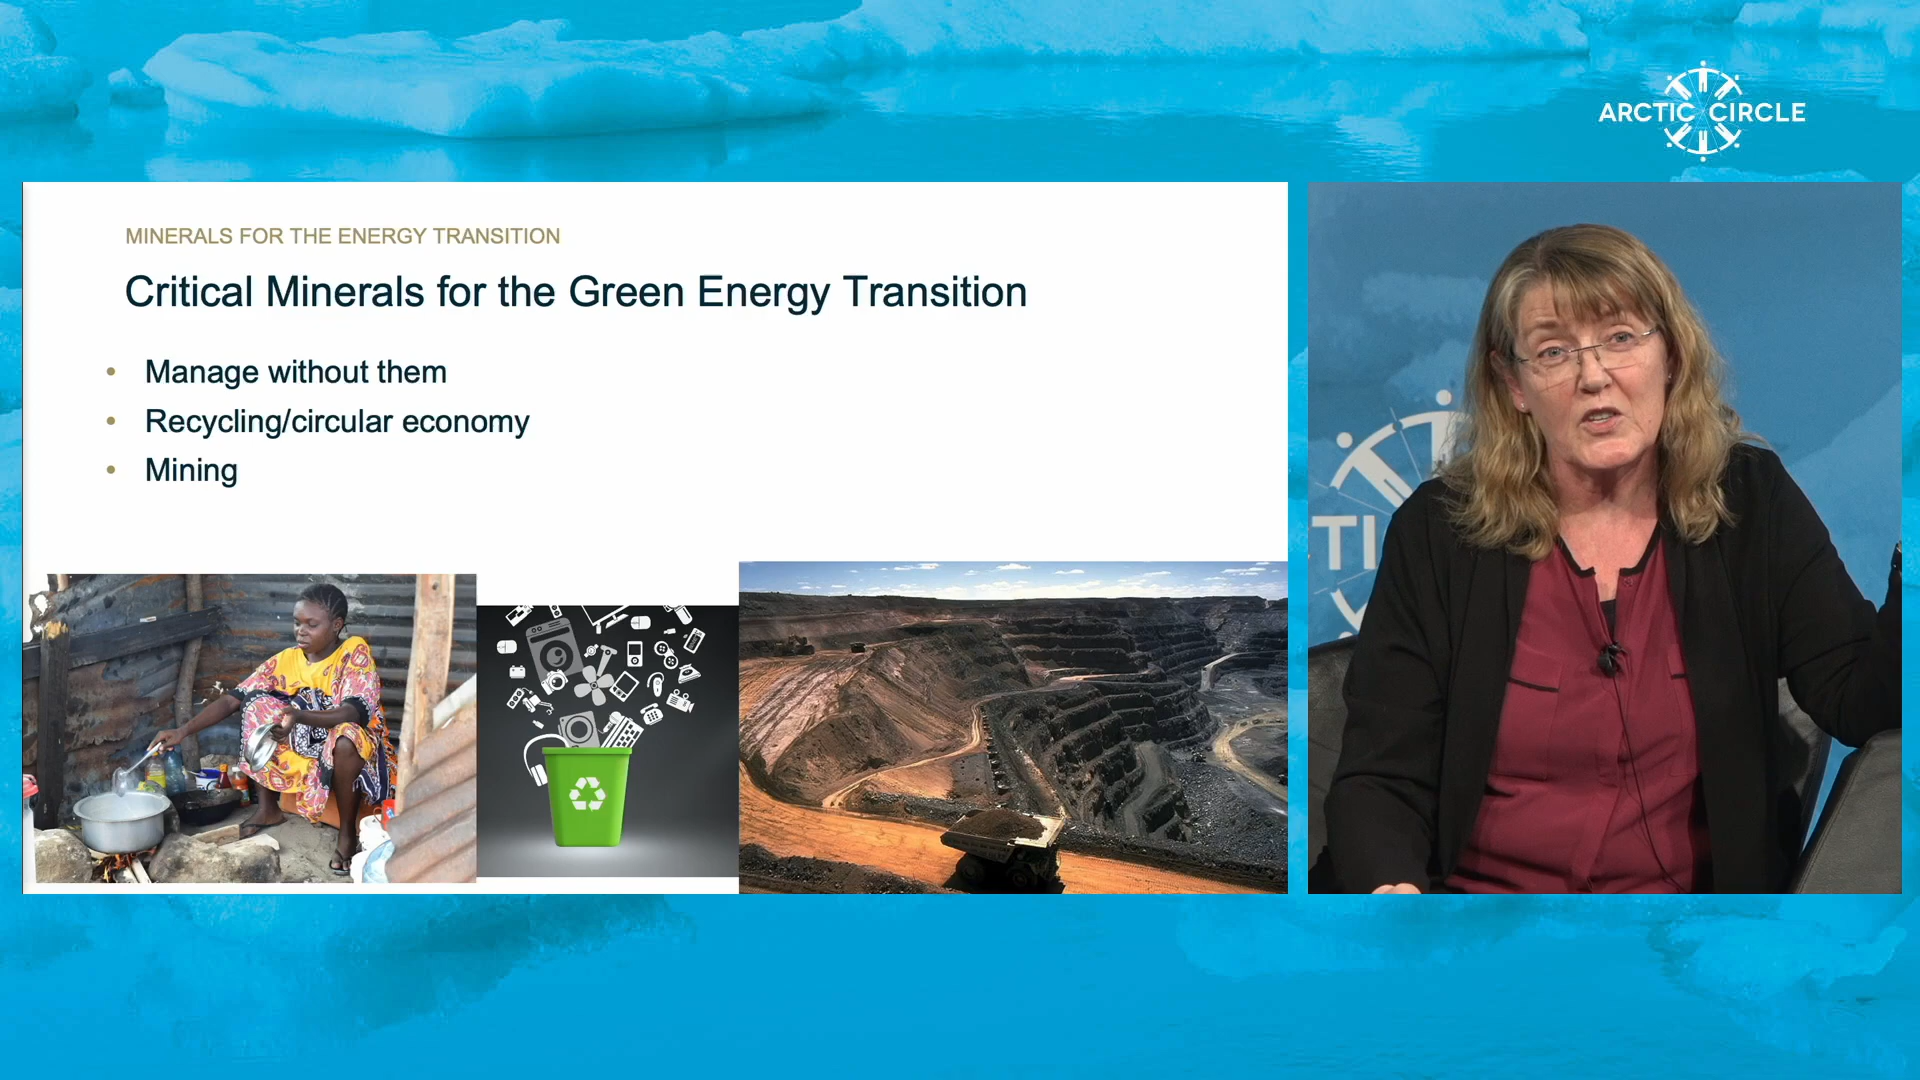 ARCTIC CIRCLE
MINERALS FOR THE ENERGY TRANSITION
Critical Minerals for the Green Energy Transition
• Manage without them
• Recycling/circular economy
• Mining
TI